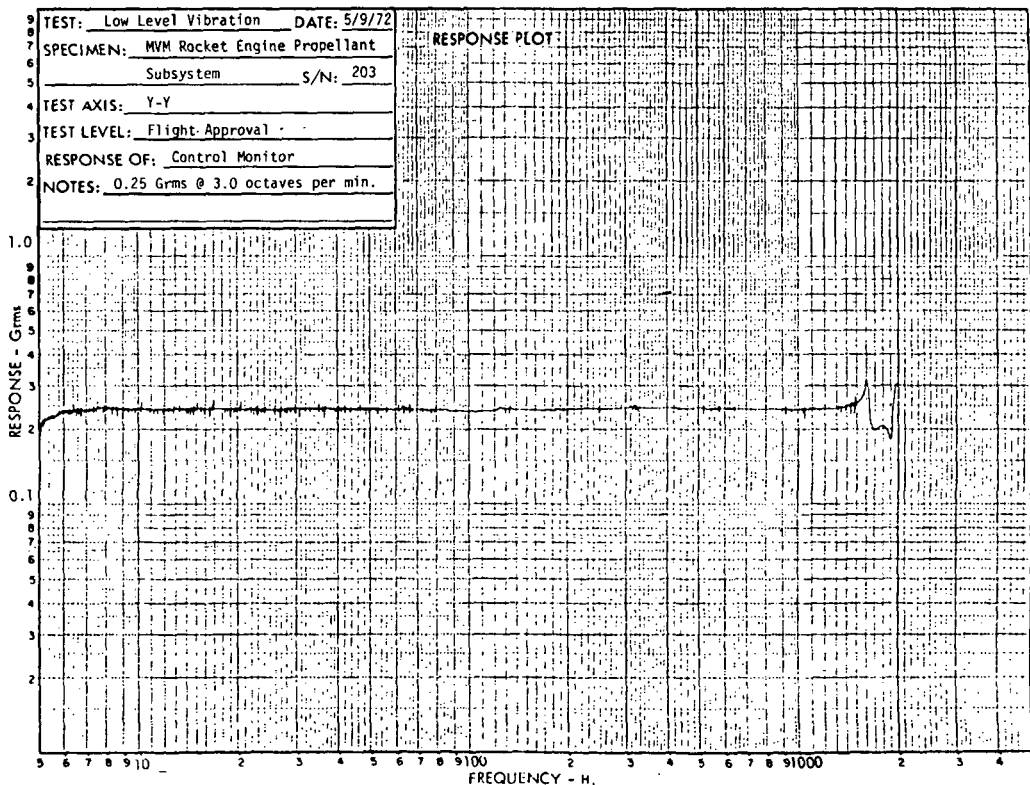 TEST: Low Level Vibration DATE: 5/9/72
SPECIMEN: MVM Rocket Engine Propellant
Subsystem S/N: 203
TEST AXIS: Y-Y
TEST LEVEL: Flight Approval
RESPONSE OF: Control Monitor
NOTES: 0.25 Grms @ 3.0 octaves per min.
RESPONSE PLOT
9
8
7
6
5
4
3
2
1.0
9
8
7
6
5
4
3
2
0.1
9
8
7
6
5
4
3
2
RESPONSE - Grms
5 6 7 8 9 10 2 3 4 5 6 7 8 9 100 2 3 4 5 6 7 8 9 1000 2 3 4
FREQUENCY - H.